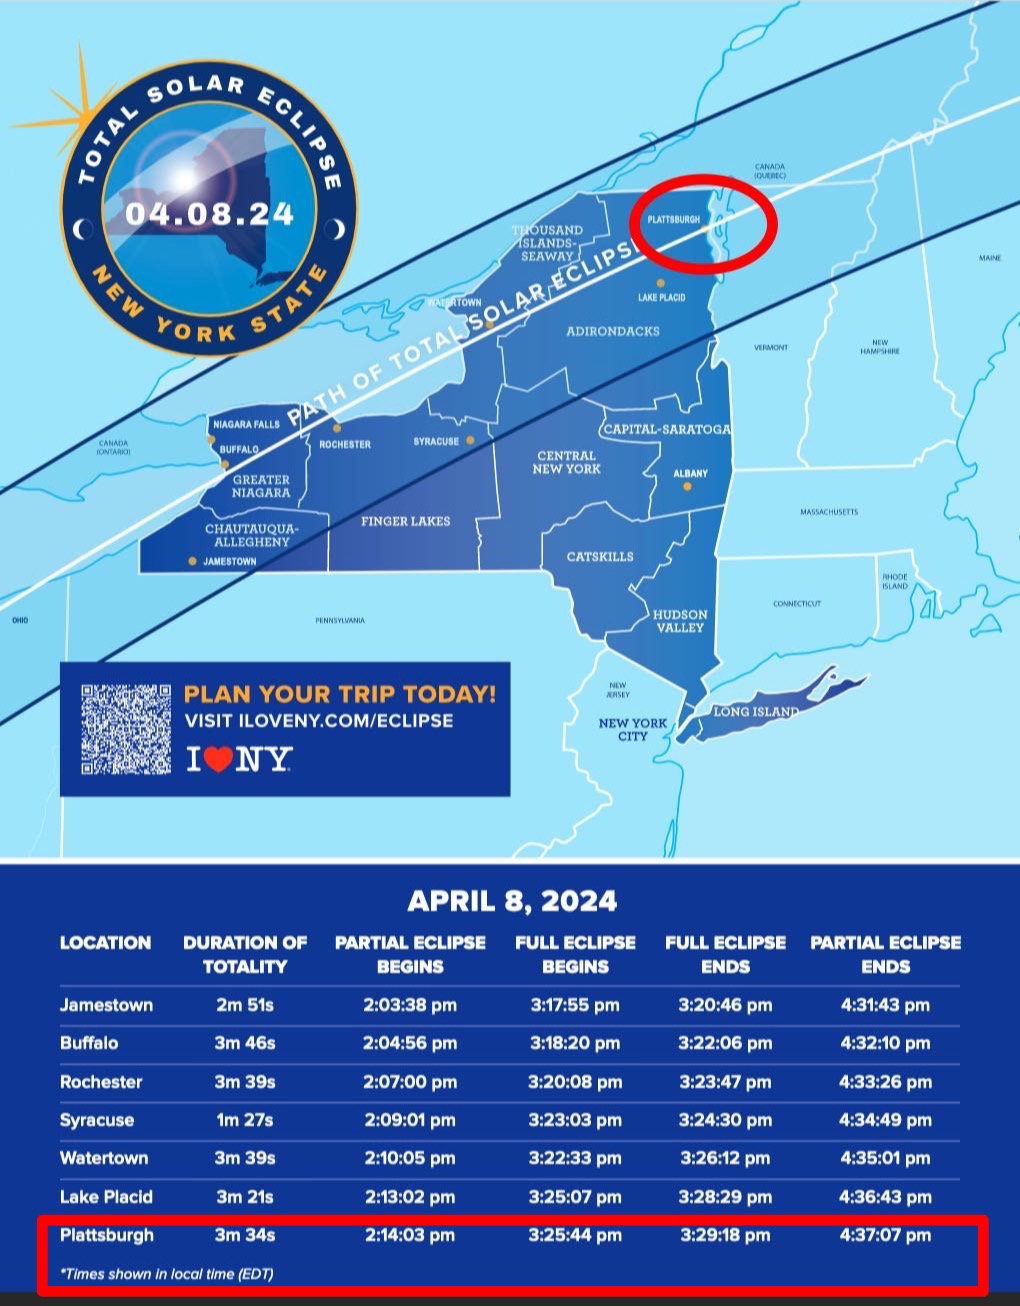 TOTAL SOLAR ECLIPSE
04.08.24
NEW YORK STATE
CANADA
(QUEBEC)
PLATTSBURGH
THOUSAND
ISLANDS-
SEAWAY
MAINE
PATH OF TOTAL SOLAR ECLIPSE
WATERTOWN
LAKE PLACID
ADIRONDACKS
VERMONT
NEW
HAMPSHIRE
NIAGARA FALLS
BUFFALO
ROCHESTER
SYRACUSE
CAPITAL-SARATOGA
CANADA
(ONTARIO)
CENTRAL
NEW YORK
ALBANY
GREATER
NIAGARA
FINGER LAKES
MASSACHUSETTS
CHAUTAUQUA-
ALLEGHENY
JAMESTOWN
CATSKILLS
RHODE
ISLAND
CONNECTICUT
OHIO
PENNSYLVANIA
HUDSON
VALLEY
NEW
JERSEY
NEW YORK
CITY
LONG ISLAND
PLAN YOUR TRIP TODAY!
VISIT ILOVENY.COM/ECLIPSE
I ❤ NY
APRIL 8, 2024
LOCATION DURATION OF TOTALITY PARTIAL ECLIPSE BEGINS FULL ECLIPSE BEGINS FULL ECLIPSE ENDS PARTIAL ECLIPSE ENDS
Jamestown 2m 51s 2:03:38 pm 3:17:55 pm 3:20:46 pm 4:31:43 pm
Buffalo 3m 46s 2:04:56 pm 3:18:20 pm 3:22:06 pm 4:32:10 pm
Rochester 3m 39s 2:07:00 pm 3:20:08 pm 3:23:47 pm 4:33:26 pm
Syracuse 1m 27s 2:09:01 pm 3:23:03 pm 3:24:30 pm 4:34:49 pm
Watertown 3m 39s 2:10:05 pm 3:22:33 pm 3:26:12 pm 4:35:01 pm
Lake Placid 3m 21s 2:13:02 pm 3:25:07 pm 3:28:29 pm 4:36:43 pm
Plattsburgh 3m 34s 2:14:03 pm 3:25:44 pm 3:29:18 pm 4:37:07 pm
*Times shown in local time (EDT)